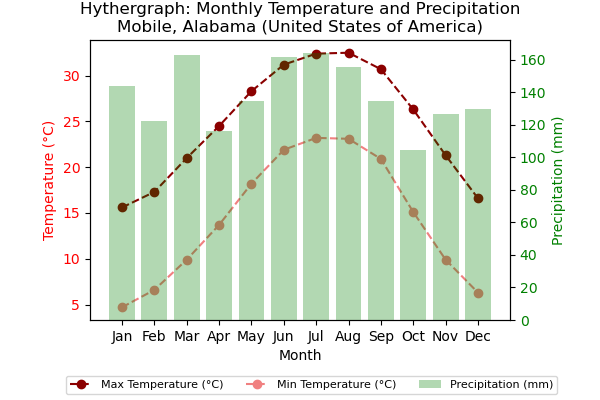 Hythergraph: Monthly Temperature and Precipitation
Mobile, Alabama (United States of America)
Temperature (°C)
30
25
20
15
10
5
160
140
120
100
80
60
40
20
0
Precipitation (mm)
Jan Feb Mar Apr May Jun Jul Aug Sep Oct Nov Dec
Month
Max Temperature (°C) Min Temperature (°C) Precipitation (mm)